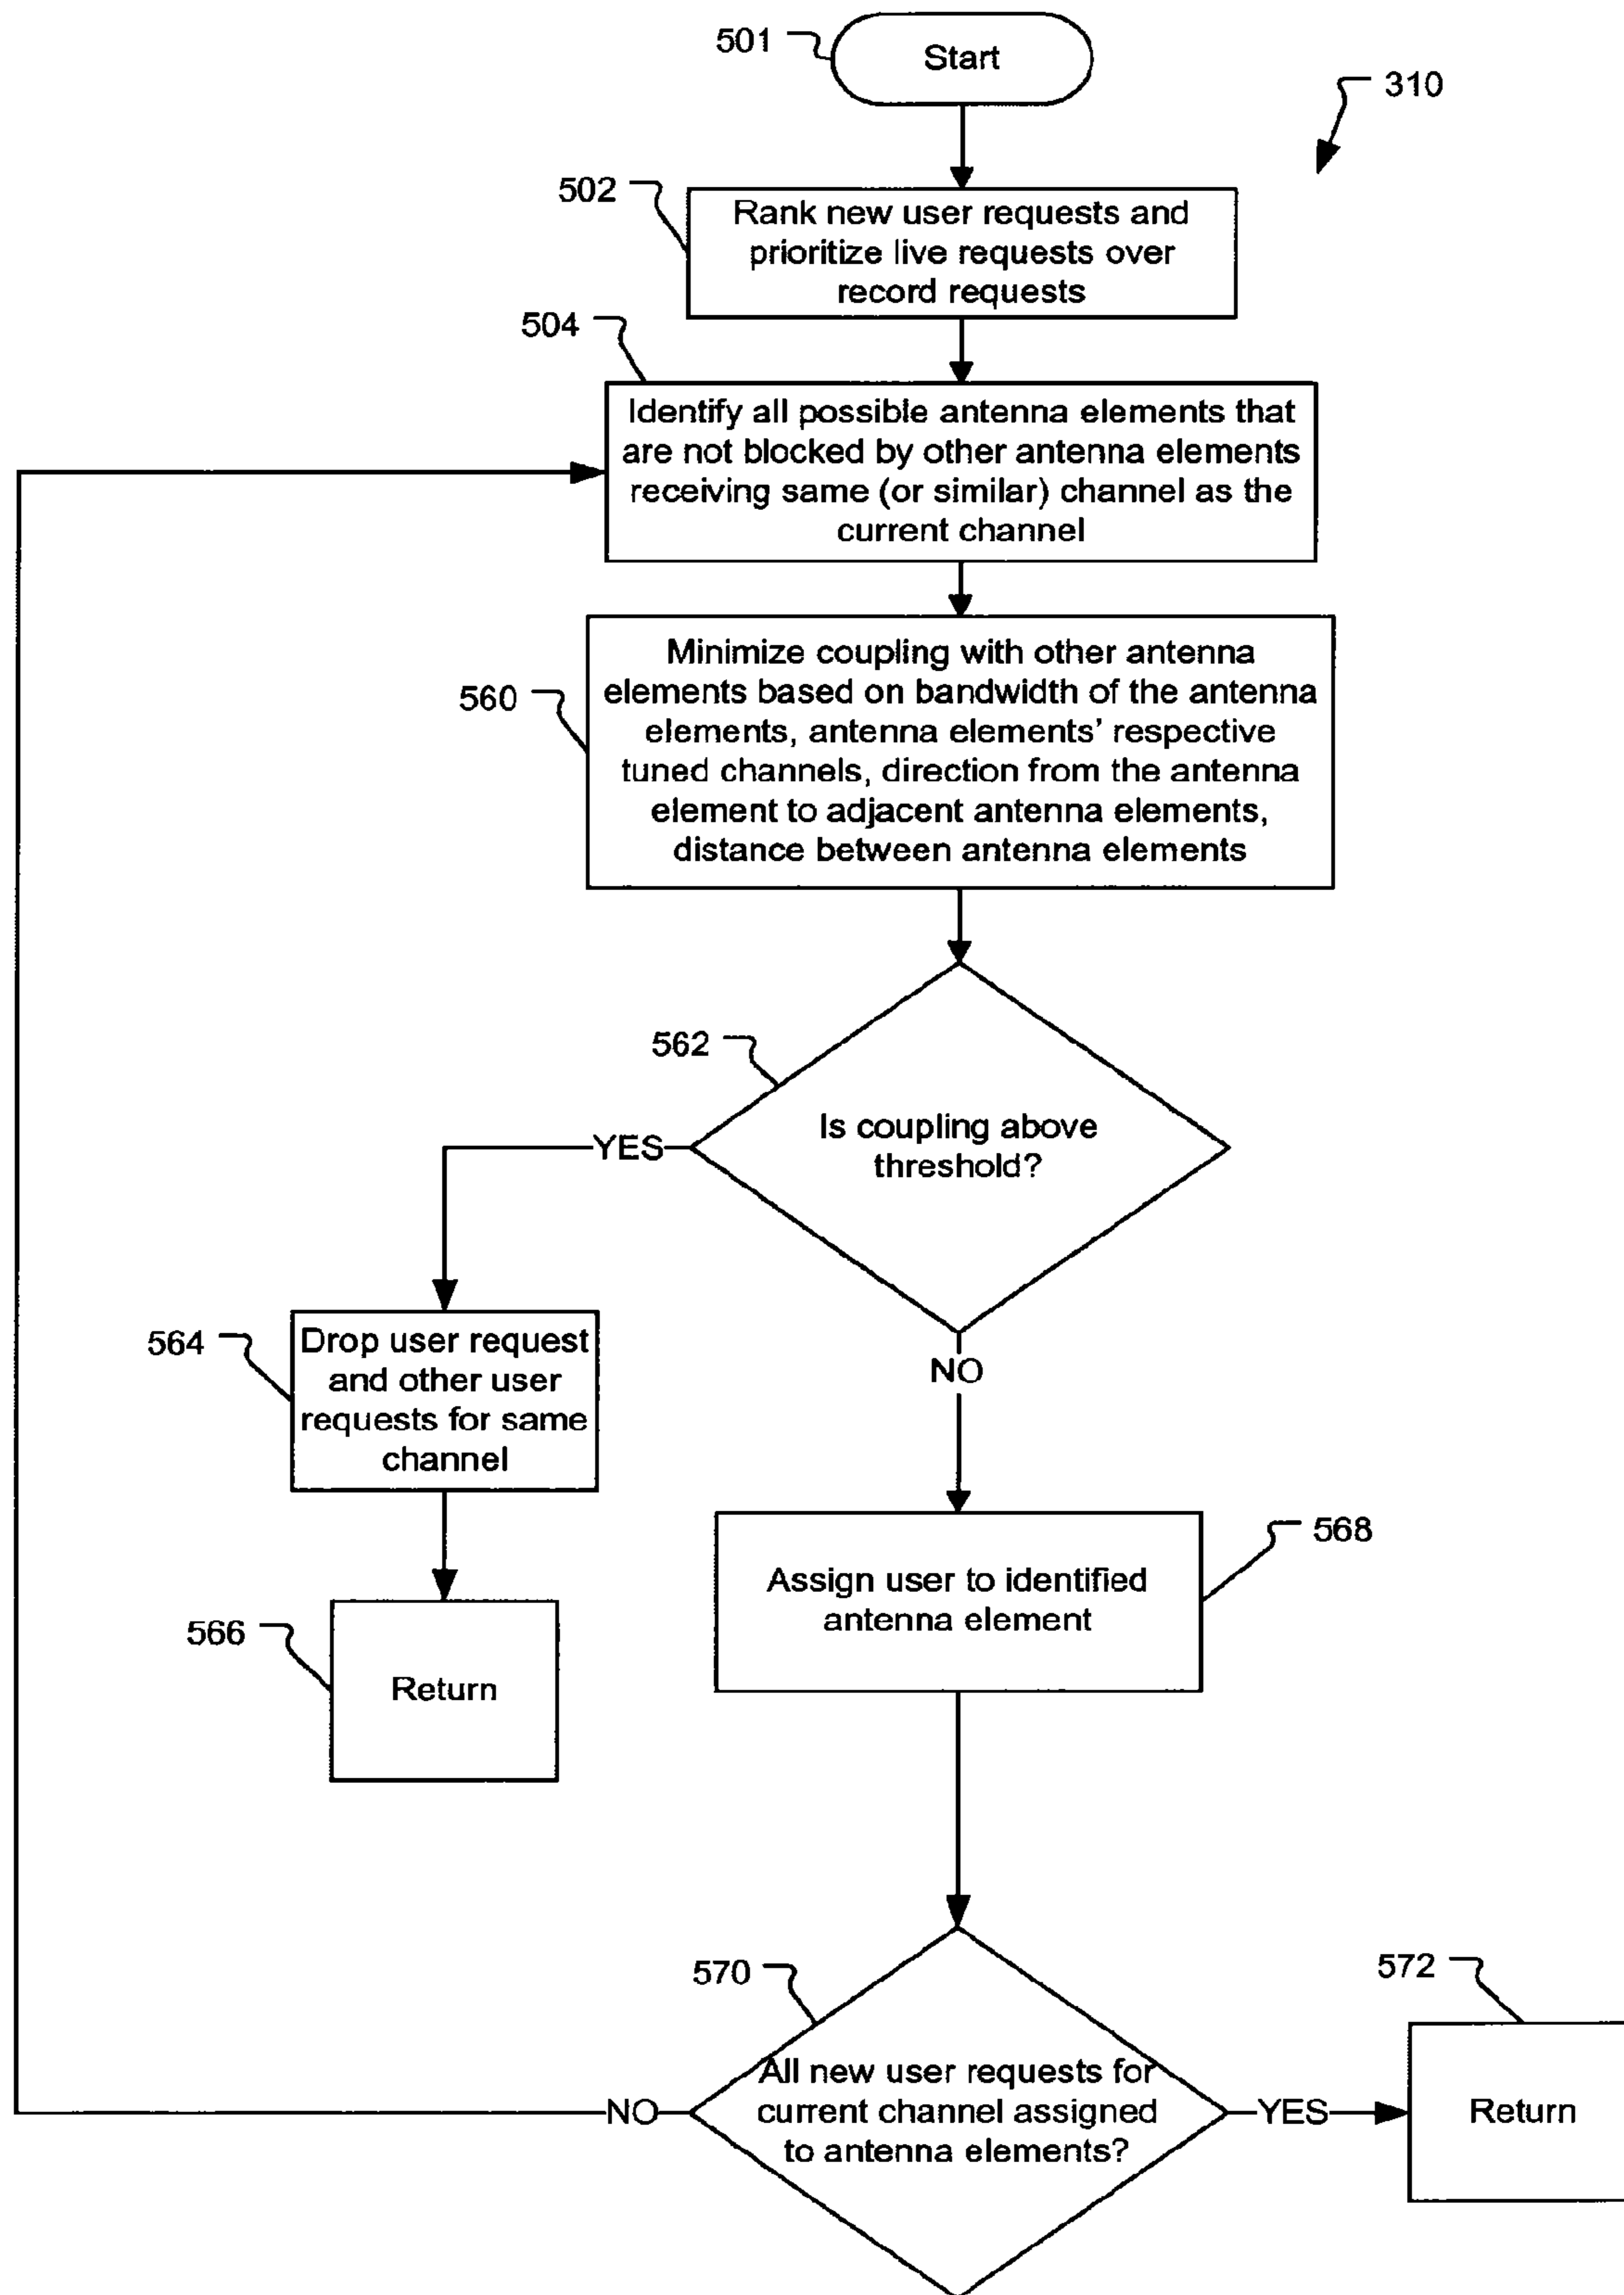 501
Start
310
502
Rank new user requests and
prioritize live requests over
record requests
504
Identify all possible antenna elements that
are not blocked by other antenna elements
receiving same (or similar) channel as the
current channel
560
Minimize coupling with other antenna
elements based on bandwidth of the antenna
elements, antenna elements' respective
tuned channels, direction from the antenna
element to adjacent antenna elements,
distance between antenna elements
562
Is coupling above
threshold?
YES
NO
564
Drop user request
and other user
requests for same
channel
566
Return
568
Assign user to identified
antenna element
570
All new user requests for
current channel assigned
to antenna elements?
NO
YES
572
Return